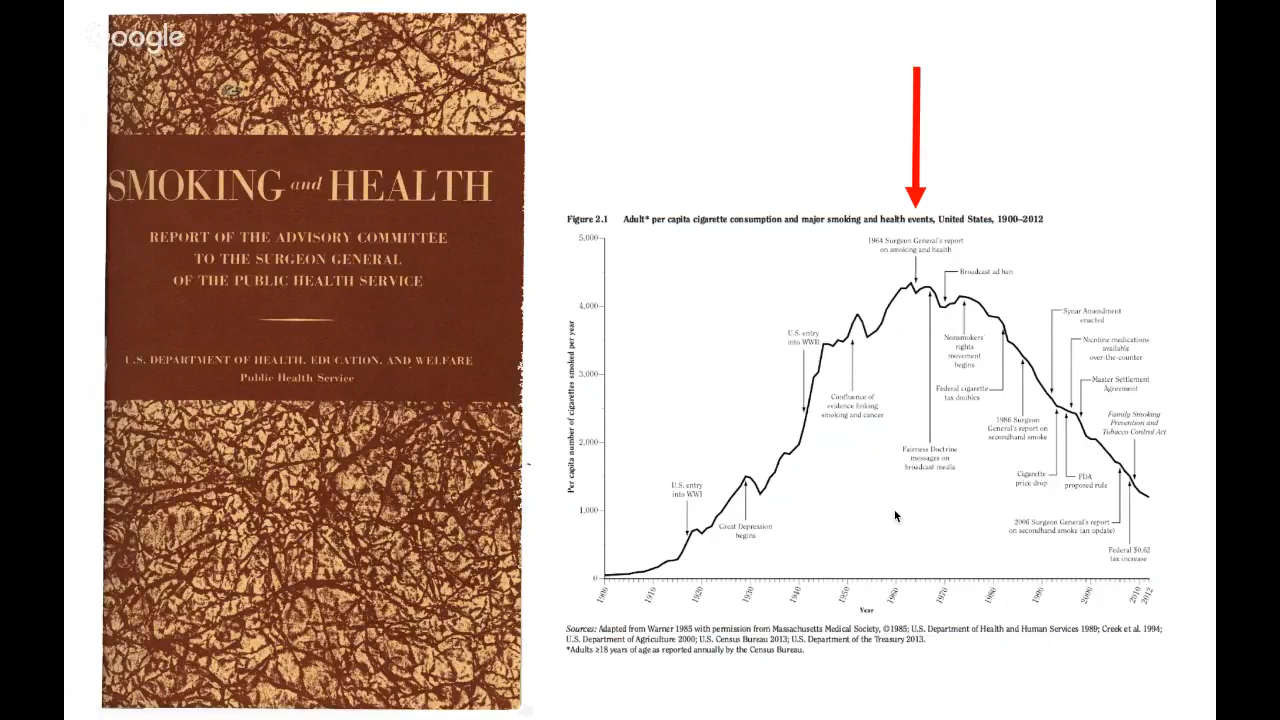 Google
SMOKING and HEALTH
REPORT OF THE ADVISORY COMMITTEE
TO THE SURGEON GENERAL
OF THE PUBLIC HEALTH SERVICE
U.S. DEPARTMENT OF HEALTH, EDUCATION, AND WELFARE
Public Health Service
Figure 2.1 Adult* per capita cigarette consumption and major smoking and health events, United States, 1900–2012
Per capita number of cigarettes smoked per year
5,000
4,000
3,000
2,000
1,000
0
U.S. entry
into WWI
Great Depression
begins
U.S. entry
into WWII
Confluence of
evidence linking
smoking and cancer
1964 Surgeon General's report
on smoking and health
Fairness Doctrine
messages on
broadcast media
Broadcast ad ban
Nonsmokers'
rights
movement
begins
Federal cigarette
tax doubles
1986 Surgeon
General's report on
secondhand smoke
Synar Amendment
enacted
Cigarette
price drop
Nicotine medications
available
over-the-counter
FDA
proposed rule
Master Settlement
Agreement
2006 Surgeon General's report
on secondhand smoke (an update)
Family Smoking
Prevention and
Tobacco Control Act
Federal $0.62
tax increase
1900
1910
1920
1930
1940
1950
1960
1970
1980
1990
2000
2010
2012
Year
Sources: Adapted from Warner 1985 with permission from Massachusetts Medical Society, ©1985; U.S. Department of Health and Human Services 1989; Creek et al. 1994;
U.S. Department of Agriculture 2000; U.S. Census Bureau 2013; U.S. Department of the Treasury 2013.
*Adults ≥18 years of age as reported annually by the Census Bureau.